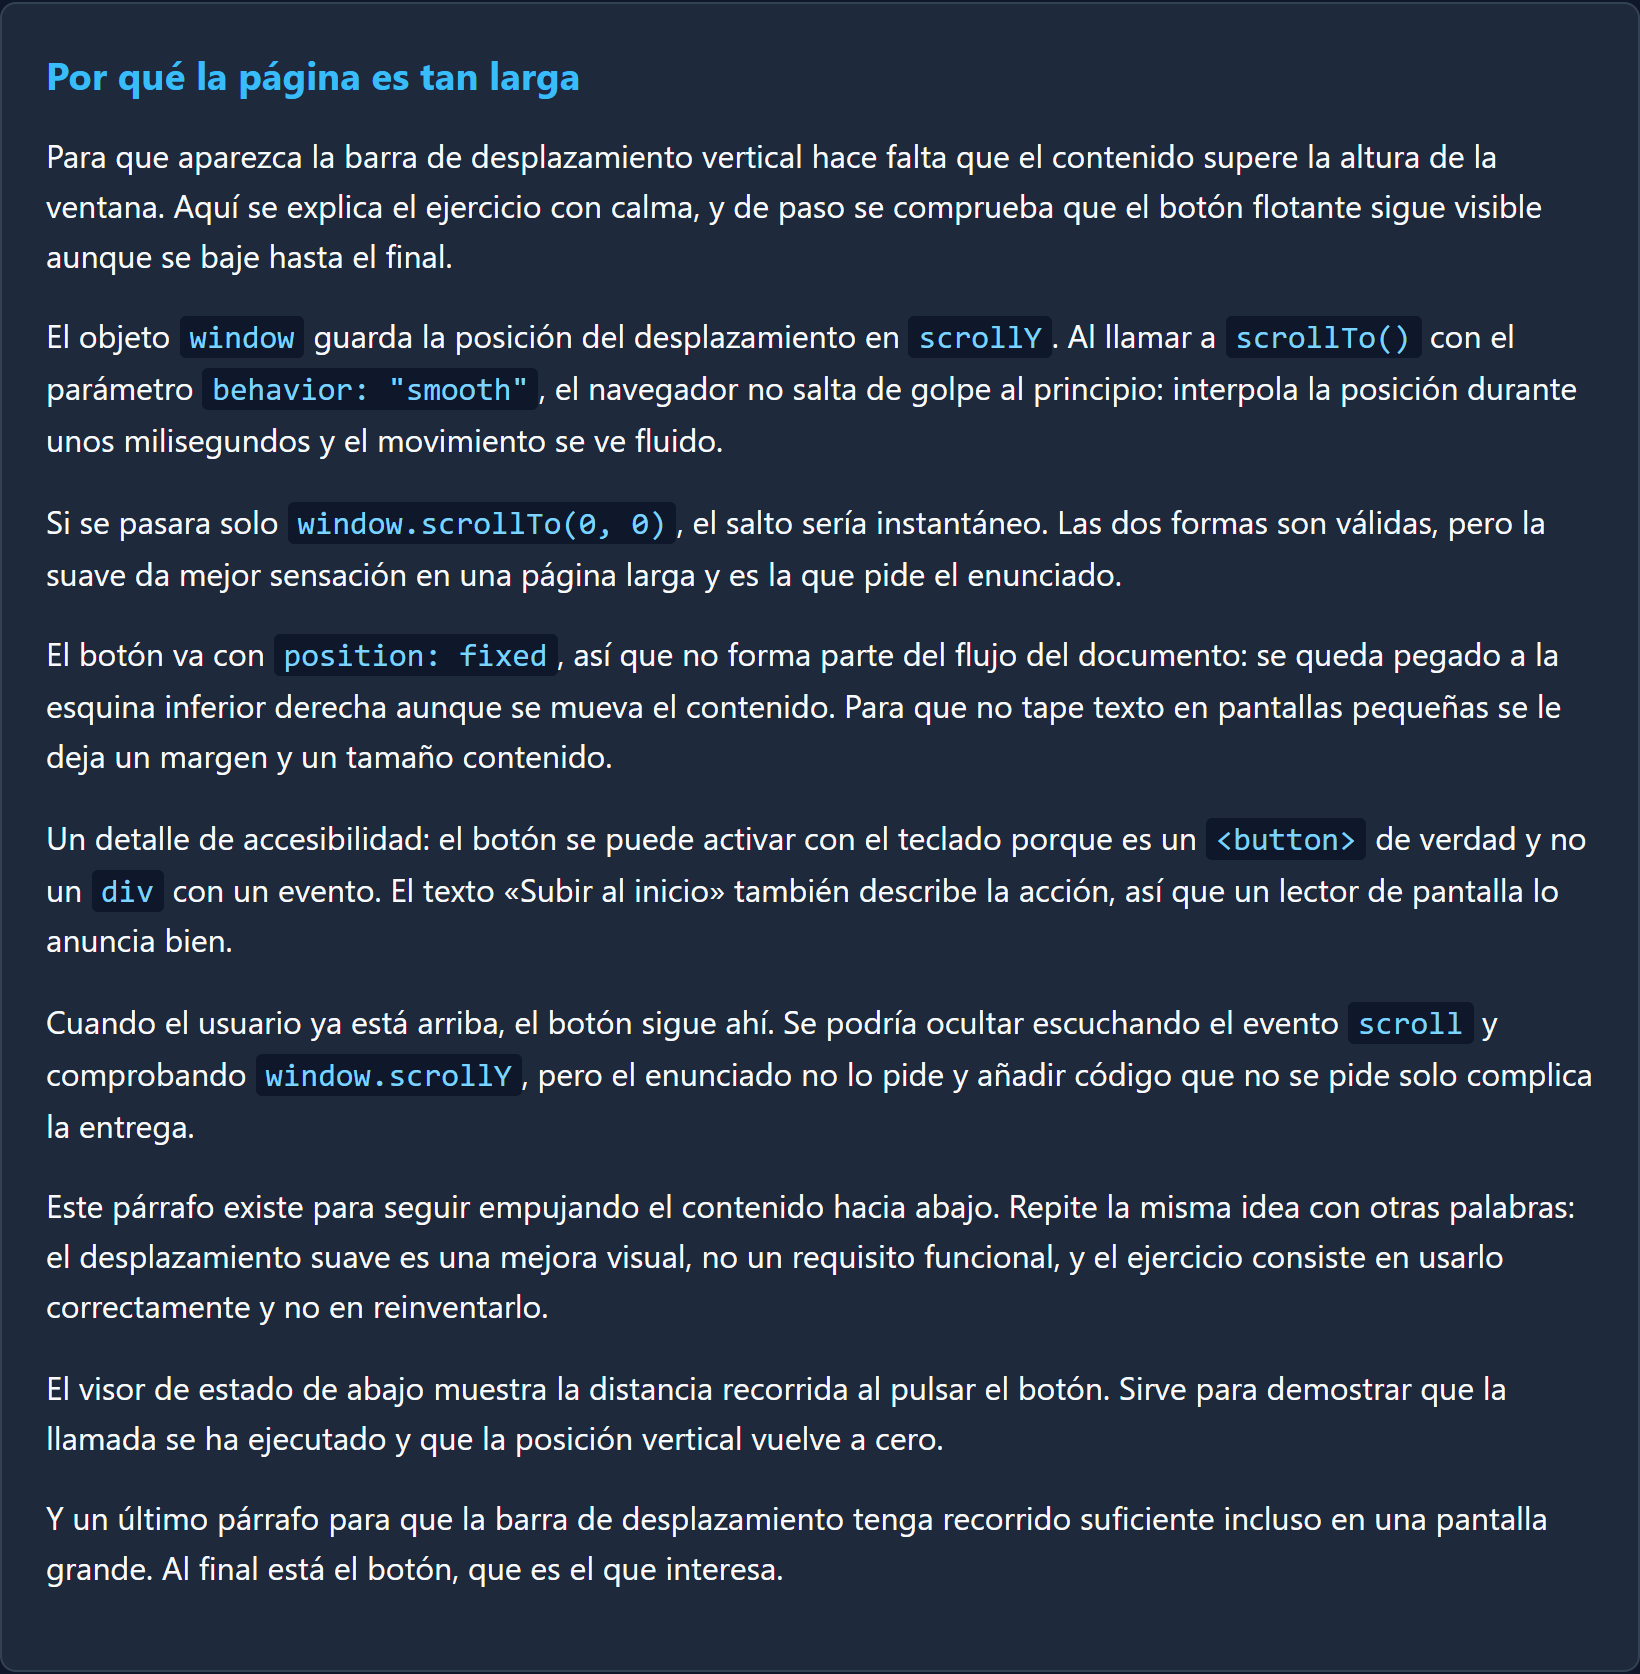 Por qué la página es tan larga
Para que aparezca la barra de desplazamiento vertical hace falta que el contenido supere la altura de la
ventana. Aquí se explica el ejercicio con calma, y de paso se comprueba que el botón flotante sigue visible
aunque se baje hasta el final.
El objeto window guarda la posición del desplazamiento en scrollY. Al llamar a scrollTo() con el
parámetro behavior: "smooth", el navegador no salta de golpe al principio: interpola la posición durante
unos milisegundos y el movimiento se ve fluido.
Si se pasara solo window.scrollTo(0, 0), el salto sería instantáneo. Las dos formas son válidas, pero la
suave da mejor sensación en una página larga y es la que pide el enunciado.
El botón va con position: fixed, así que no forma parte del flujo del documento: se queda pegado a la
esquina inferior derecha aunque se mueva el contenido. Para que no tape texto en pantallas pequeñas se le
deja un margen y un tamaño contenido.
Un detalle de accesibilidad: el botón se puede activar con el teclado porque es un <button> de verdad y no
un div con un evento. El texto «Subir al inicio» también describe la acción, así que un lector de pantalla lo
anuncia bien.
Cuando el usuario ya está arriba, el botón sigue ahí. Se podría ocultar escuchando el evento scroll y
comprobando window.scrollY, pero el enunciado no lo pide y añadir código que no se pide solo complica
la entrega.
Este párrafo existe para seguir empujando el contenido hacia abajo. Repite la misma idea con otras palabras:
el desplazamiento suave es una mejora visual, no un requisito funcional, y el ejercicio consiste en usarlo
correctamente y no en reinventarlo.
El visor de estado de abajo muestra la distancia recorrida al pulsar el botón. Sirve para demostrar que la
llamada se ha ejecutado y que la posición vertical vuelve a cero.
Y un último párrafo para que la barra de desplazamiento tenga recorrido suficiente incluso en una pantalla
grande. Al final está el botón, que es el que interesa.